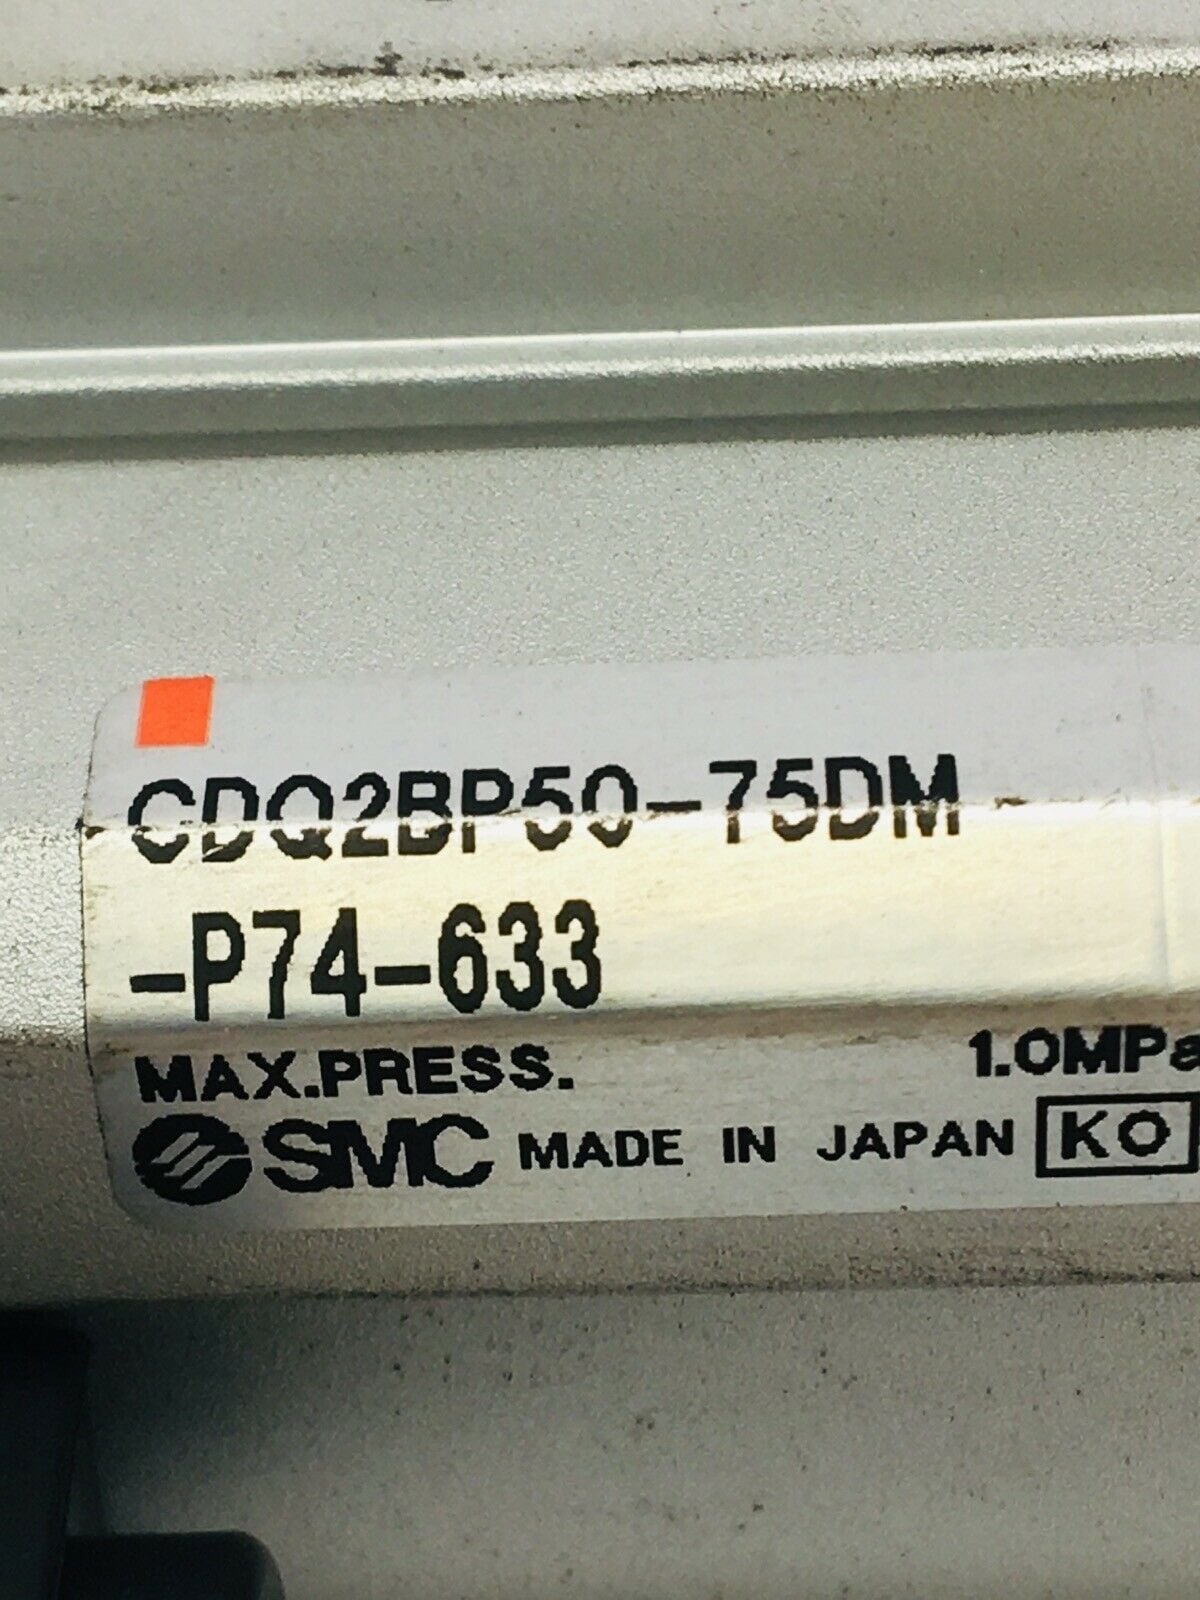 CDQ2BP50-75DM
-P74-633
MAX.PRESS. 1.0MPa
SMC MADE IN JAPAN KO